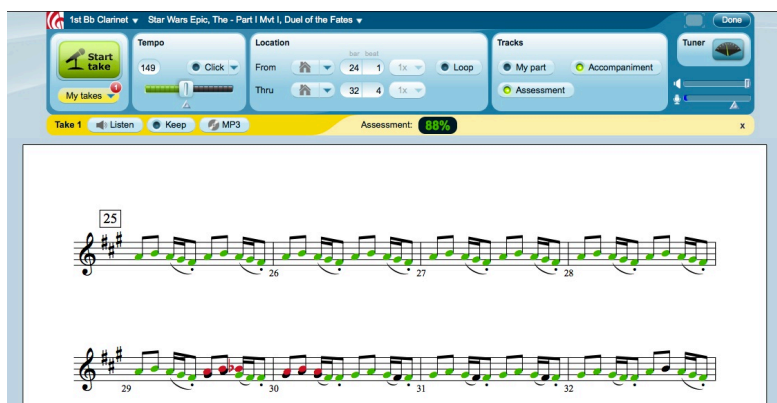 1st Bb Clarinet Star Wars Epic, The - Part I Mvt I, Duel of the Fates Done
Start take
My takes 1
Tempo
149 Click
Location
bar beat
From 24 1 1x Loop
Thru 32 4 1x
Tracks
My part Accompaniment
Assessment
Tuner
Take 1 Listen Keep MP3 Assessment: 88% x
25
26 27 28
29 30 31 32